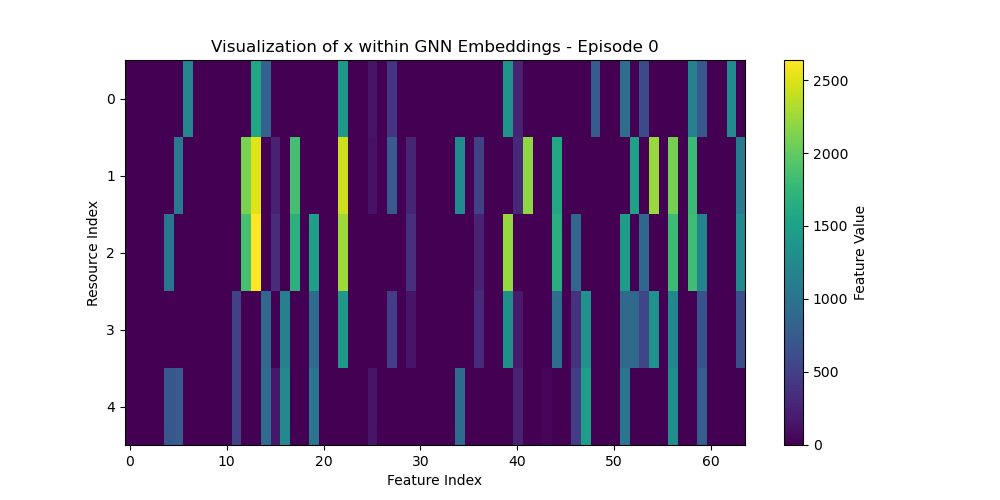 Visualization of x within GNN Embeddings - Episode 0
Resource Index
0
1
2
3
4
0 10 20 30 40 50 60
Feature Index
2500
2000
1500
1000
500
0
Feature Value